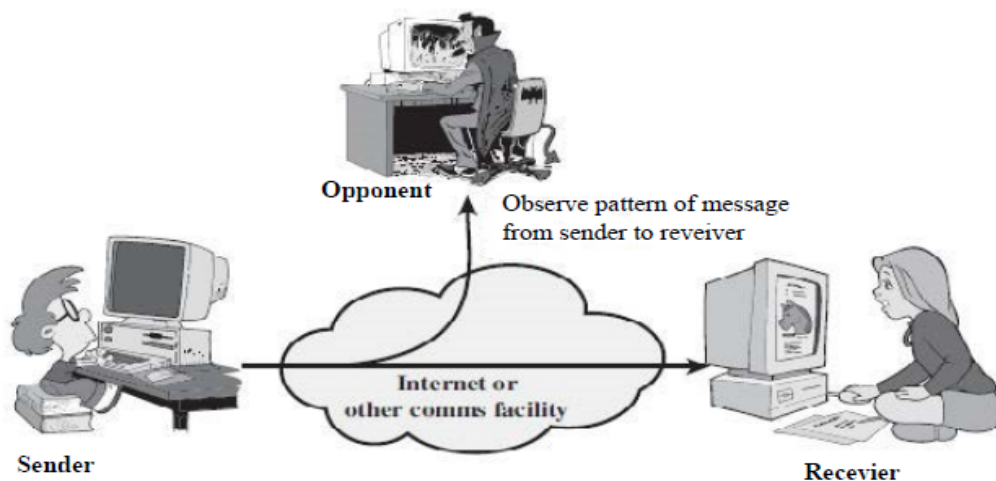 Opponent
Observe pattern of message
from sender to reveiver
Internet or
other comms facility
Sender
Recevier